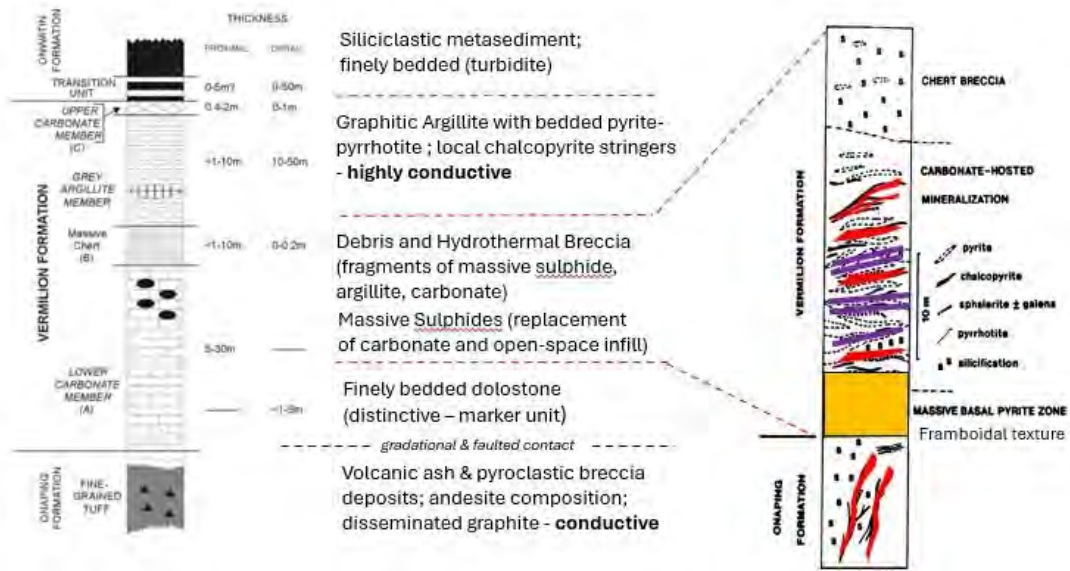 THICKNESS
PROXIMAL
DISTAL
ONWATIN
FORMATION
TRANSITION
UNIT
0-5m?
0-50m
UPPER
CARBONATE
MEMBER
(C)
0.4-2m
0-1m
<1-10m
10-50m
GREY
ARGILLITE
MEMBER
Massive
Chert
(B)
<1-10m
0-0.2m
VERMILION FORMATION
5-30m
LOWER
CARBONATE
MEMBER
(A)
ONAPING
FORMATION
FINE-
GRAINED
TUFF
Siliciclastic metasediment;
finely bedded (turbidite)
Graphitic Argillite with bedded pyrite-
pyrrhotite ; local chalcopyrite stringers
- highly conductive
Debris and Hydrothermal Breccia
(fragments of massive sulphide,
argillite, carbonate)
Massive Sulphides (replacement
of carbonate and open-space infill)
Finely bedded dolostone
(distinctive – marker unit)
gradational & faulted contact
Volcanic ash & pyroclastic breccia
deposits; andesite composition;
disseminated graphite - conductive
CHERT BRECCIA
CARBONATE-HOSTED
MINERALIZATION
VERMILION FORMATION
pyrite
chalcopyrite
10 m
sphalerite ± galena
pyrrhotite
silicification
MASSIVE BASAL PYRITE ZONE
Framboidal texture
ONAPING
FORMATION